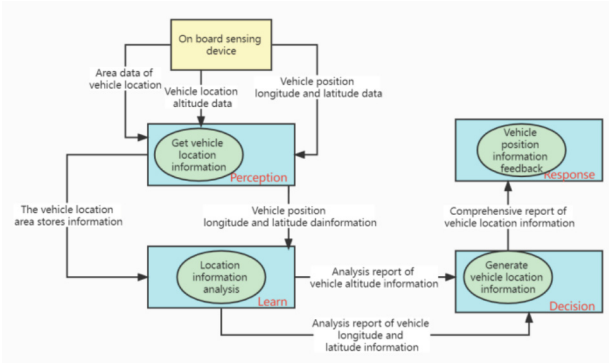 On board sensing
device
Area data of
vehicle location
Vehicle location
altitude data
Vehicle position
longitude and latitude data
Get vehicle
location
information
Perception
Vehicle
position
information
feedback
Response
The vehicle location
area stores information
Vehicle position
longitude and latitude dainformation
Comprehensive report of
vehicle location information
Location
information
analysis
Learn
Analysis report of
vehicle altitude information
Generate
vehicle location
information
Decision
Analysis report of vehicle
longitude and
latitude information